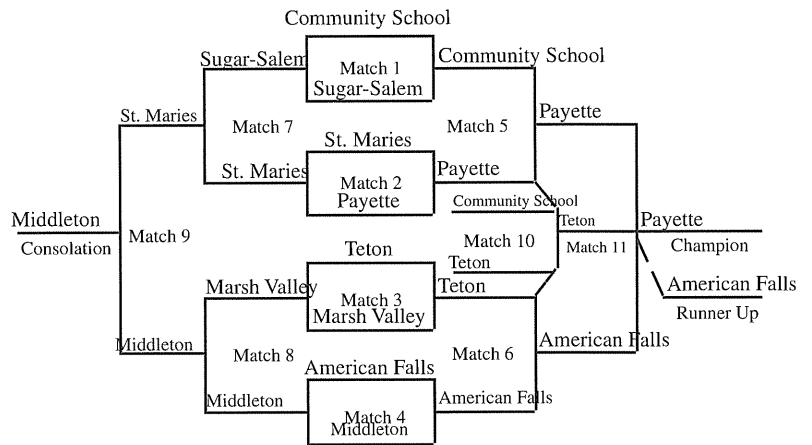 Community School
Sugar-Salem
Match 1
Community School
Sugar-Salem
St. Maries
Match 7
Match 5
Payette
St. Maries
St. Maries
Match 2
Payette
Payette
Community School
Middleton
Consolation
Match 9
Teton
Match 10
Match 11
Payette
Champion
Teton
Teton
Marsh Valley
Match 3
Teton
American Falls
Marsh Valley
Runner Up
Middleton
Match 8
Match 6
American Falls
American Falls
Middleton
Match 4
American Falls
Middleton